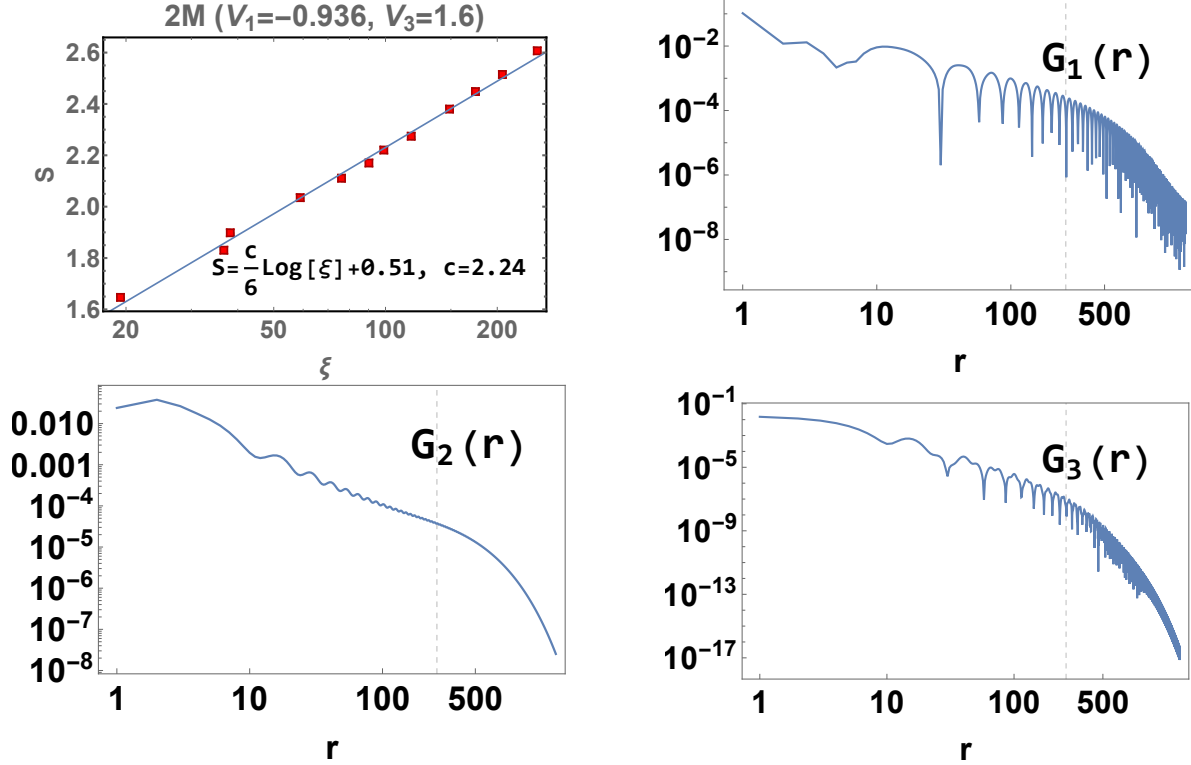 2M (V₁=−0.936, V₃=1.6)
S
2.6
2.4
2.2
2.0
1.8
1.6
S=c/6 Log[ξ]+0.51, c=2.24
20 50 100 200
ξ
G₁(r)
10⁻²
10⁻⁴
10⁻⁶
10⁻⁸
1 10 100 500
r
G₂(r)
0.010
0.001
10⁻⁴
10⁻⁵
10⁻⁶
10⁻⁷
10⁻⁸
1 10 100 500
r
G₃(r)
10⁻¹
10⁻⁵
10⁻⁹
10⁻¹³
10⁻¹⁷
1 10 100 500
r